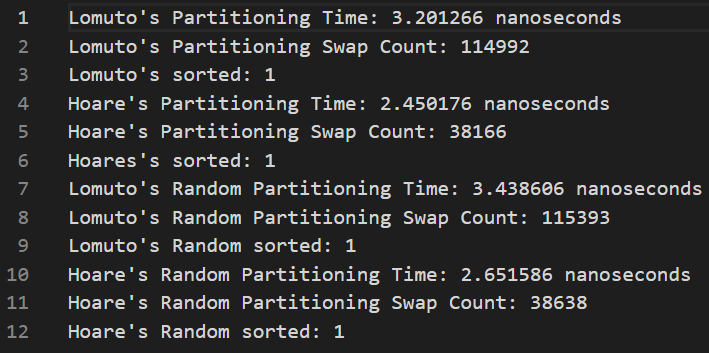 1 Lomuto's Partitioning Time: 3.201266 nanoseconds
2 Lomuto's Partitioning Swap Count: 114992
3 Lomuto's sorted: 1
4 Hoare's Partitioning Time: 2.450176 nanoseconds
5 Hoare's Partitioning Swap Count: 38166
6 Hoares's sorted: 1
7 Lomuto's Random Partitioning Time: 3.438606 nanoseconds
8 Lomuto's Random Partitioning Swap Count: 115393
9 Lomuto's Random sorted: 1
10 Hoare's Random Partitioning Time: 2.651586 nanoseconds
11 Hoare's Random Partitioning Swap Count: 38638
12 Hoare's Random sorted: 1